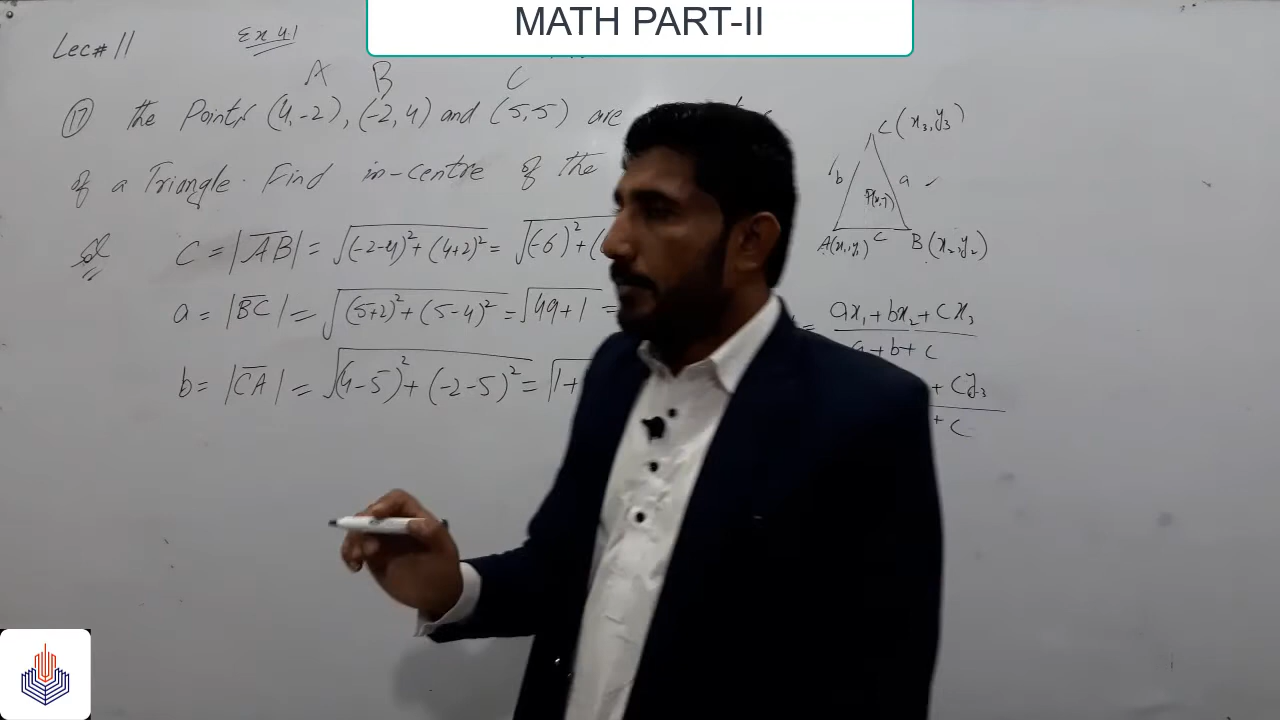 MATH PART-II
Lec# 11 Ex 4.1
A B C
(17) the Points (4,-2), (-2,4) and (5,5) are
of a Triangle. Find in-centre of the
Sol C = |AB| = √(-2-4)²+(4+2)² = √(-6)²+(
a = |BC| = √(5+2)²+(5-4)² = √49+1 =
b = |CA| = √(4-5)²+(-2-5)² = √1+
C(x₃,y₃)
b a
P(x,y)
A(x₁,y₁) C B(x₂,y₂)
= ax₁+bx₂+cx₃
a+b+c
+ Cy₃
+ C